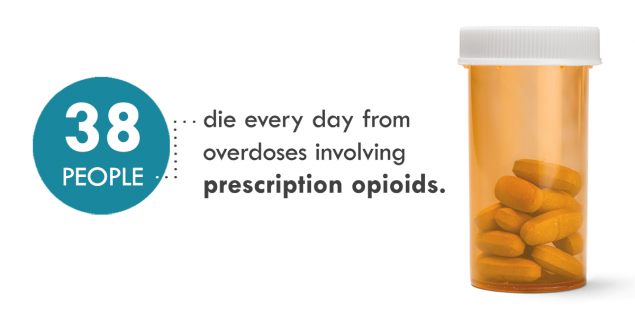 38
PEOPLE
die every day from
overdoses involving
prescription opioids.